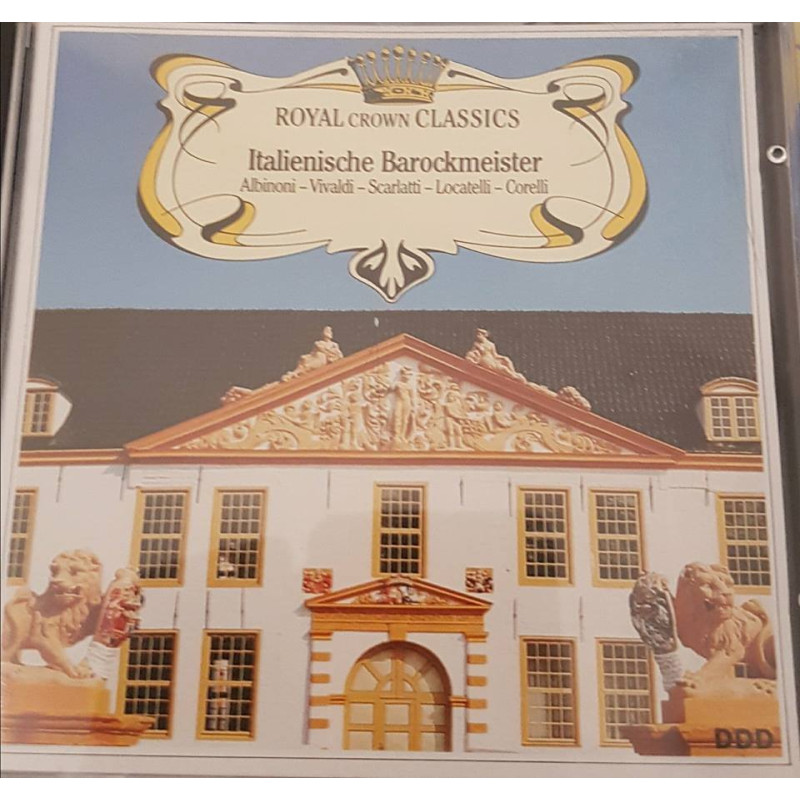 ROYAL CROWN CLASSICS
Italienische Barockmeister
Albinoni – Vivaldi – Scarlatti – Locatelli – Corelli
DDD